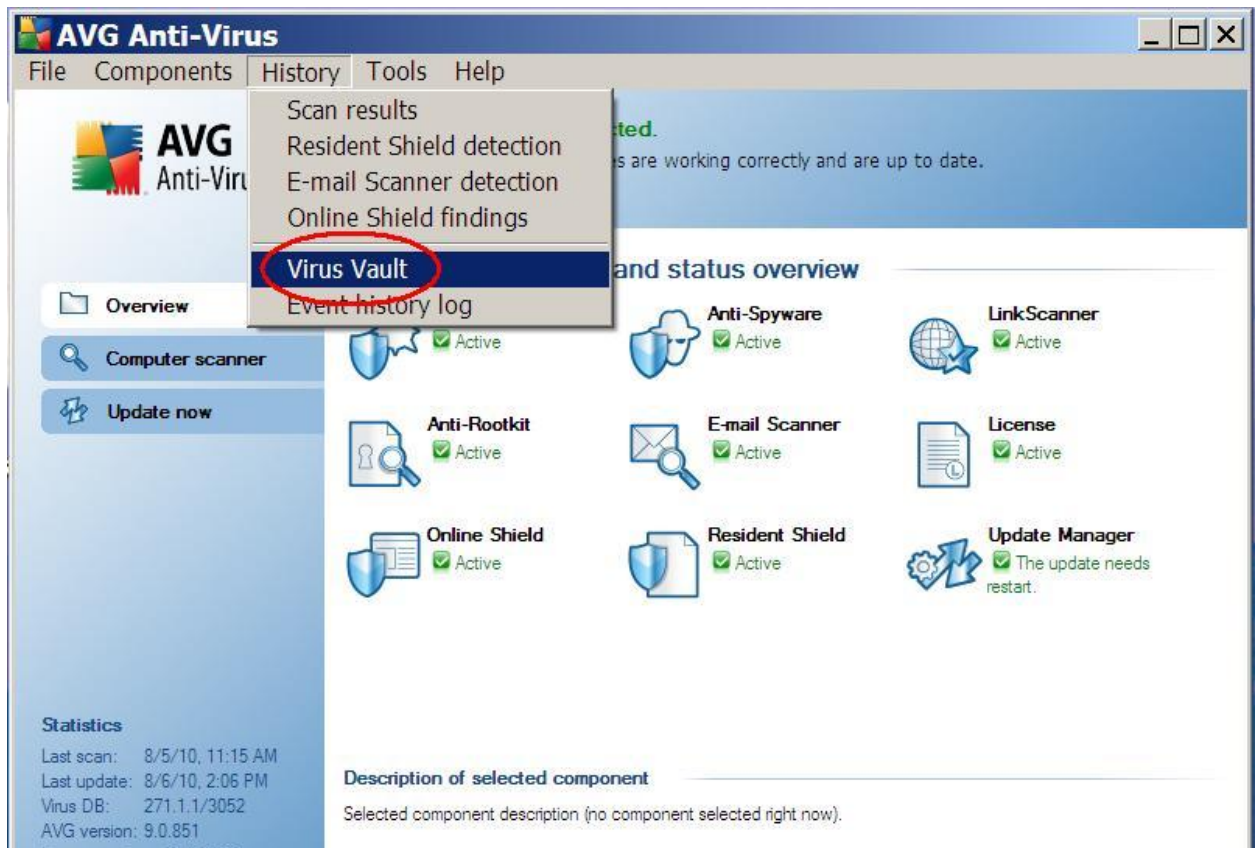 AVG Anti-Virus
File Components History Tools Help
Scan results
Resident Shield detection
E-mail Scanner detection
Online Shield findings
Virus Vault
Event history log
AVG
Anti-Viru
cted.
s are working correctly and are up to date.
and status overview
Overview
Computer scanner
Update now
Active
Anti-Spyware
Active
LinkScanner
Active
Anti-Rootkit
Active
E-mail Scanner
Active
License
Active
Online Shield
Active
Resident Shield
Active
Update Manager
The update needs
restart.
Statistics
Last scan: 8/5/10, 11:15 AM
Last update: 8/6/10, 2:06 PM
Virus DB: 271.1.1/3052
AVG version: 9.0.851
Description of selected component
Selected component description (no component selected right now).